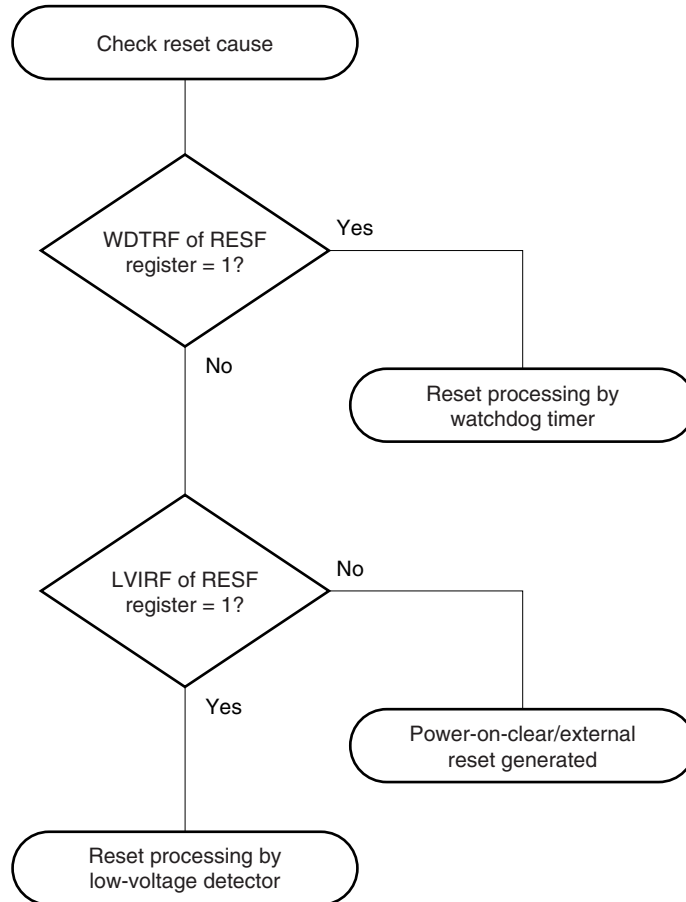 Check reset cause
WDTRF of RESF
register = 1?
Yes
No
Reset processing by
watchdog timer
LVIRF of RESF
register = 1?
No
Yes
Power-on-clear/external
reset generated
Reset processing by
low-voltage detector